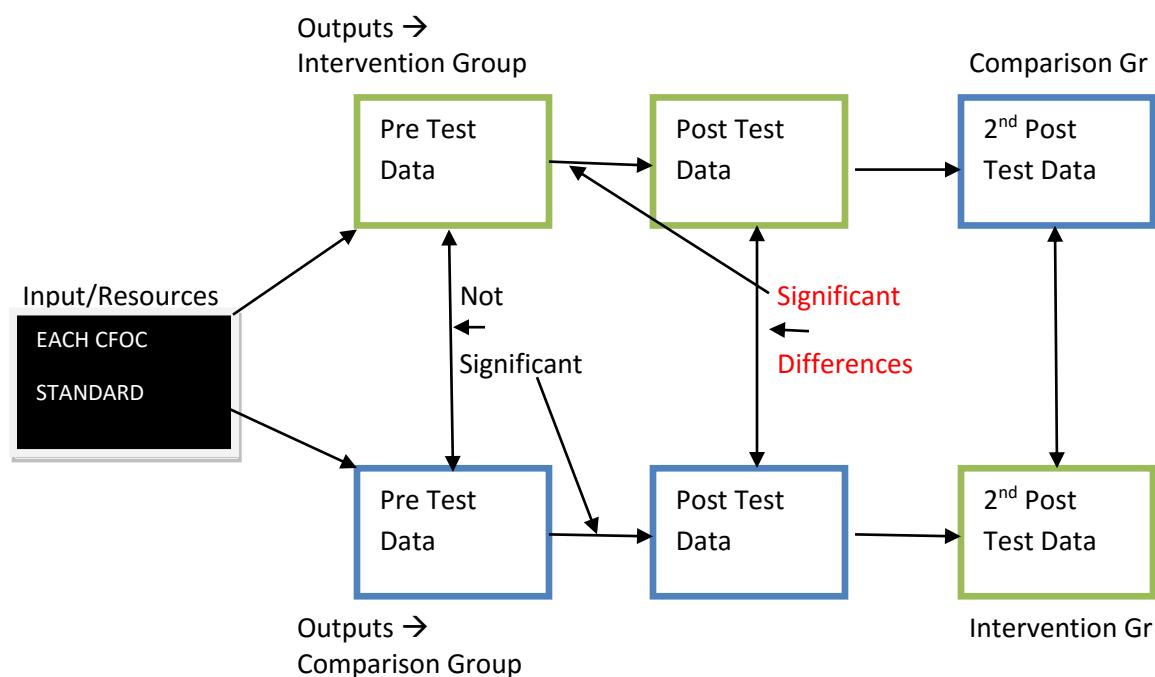 Outputs →
Intervention Group
Comparison Gr
Pre Test
Data
Post Test
Data
2nd Post
Test Data
Input/Resources
EACH CFOC
STANDARD
Not
Significant
Significant
Differences
Pre Test
Data
Post Test
Data
2nd Post
Test Data
Outputs →
Comparison Group
Intervention Gr